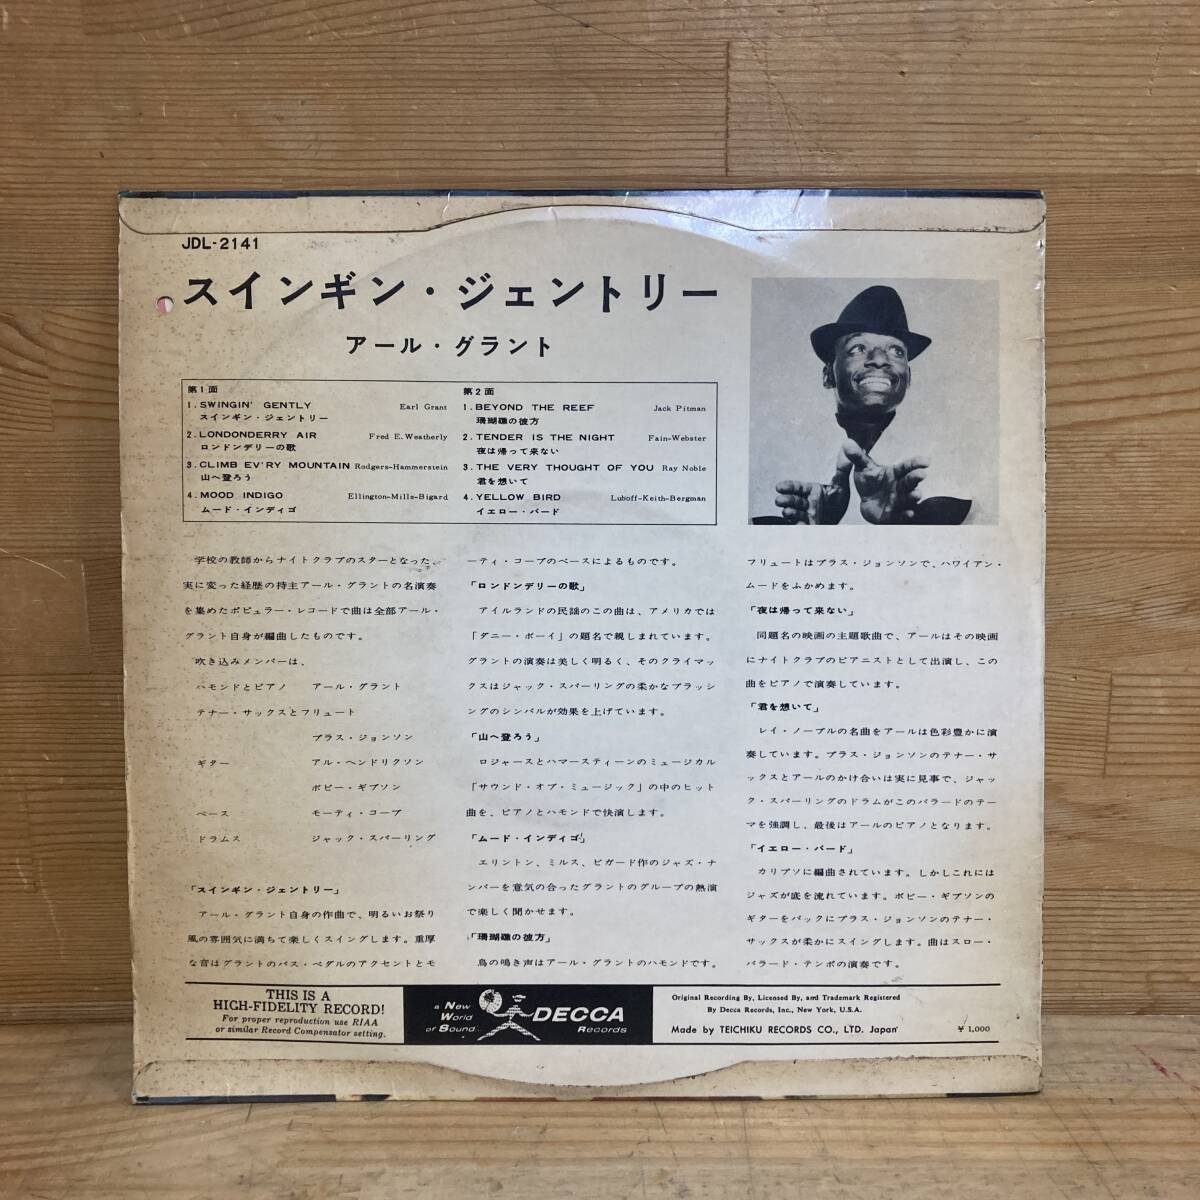 JDL-2141
スインギン・ジェントリー
アール・グラント
第1面
1. SWINGIN' GENTLY Earl Grant
スインギン・ジェントリー
2. LONDONDERRY AIR Fred E. Weatherly
ロンドンデリーの歌
3. CLIMB EV'RY MOUNTAIN Rodgers-Hammerstein
山へ登ろう
4. MOOD INDIGO Ellington-Mills-Bigard
ムード・インディゴ
第2面
1. BEYOND THE REEF Jack Pitman
珊瑚礁の彼方
2. TENDER IS THE NIGHT Fain-Webster
夜は帰って来ない
3. THE VERY THOUGHT OF YOU Ray Noble
君を想いて
4. YELLOW BIRD Luboff-Keith-Bergman
イエロー・バード
学校の教師からナイトクラブのスターとなった、
実に変った経歴の持主アール・グラントの名演奏
を集めたポピュラー・レコードで曲は全部アール・
グラント自身が編曲したものです。
吹き込みメンバーは、
ハモンドとピアノ アール・グラント
テナー・サックスとフリュート
プラス・ジョンソン
ギター アル・ヘンドリクソン
ボビー・ギブソン
ベース モーティ・コーブ
ドラムス ジャック・スパーリング
「スインギン・ジェントリー」
アール・グラント自身の作曲で、明るいお祭り
風の雰囲気に満ちて楽しくスイングします。重厚
な音はグラントのバス・ペダルのアクセントとモ
ーティ・コーブのベースによるものです。
「ロンドンデリーの歌」
アイルランドの民謡のこの曲は、アメリカでは
「ダニー・ボーイ」の題名で親しまれています。
グラントの演奏は美しく明るく、そのクライマッ
クスはジャック・スパーリングの柔かなブラッシ
ングのシンバルが効果を上げています。
「山へ登ろう」
ロジャースとハマースティーンのミュージカル
「サウンド・オブ・ミュージック」の中のヒット
曲を、ピアノとハモンドで快演します。
「ムード・インディゴ」
エリントン、ミルス、ビガード作のジャズ・ナ
ンバーを意気の合ったグラントのグループの熱演
で楽しく聞かせます。
「珊瑚礁の彼方」
鳥の鳴き声はアール・グラントのハモンドです。
フリュートはプラス・ジョンソンで、ハワイアン・
ムードをふかめます。
「夜は帰って来ない」
同題名の映画の主題歌曲で、アールはその映画
にナイトクラブのピアニストとして出演し、この
曲をピアノで演奏しています。
「君を想いて」
レイ・ノーブルの名曲をアールは色彩豊かに演
奏しています。プラス・ジョンソンのテナー・サ
ックスとアールのかけ合いは実に見事で、ジャッ
ク・スパーリングのドラムがこのバラードのテー
マを強調し、最後はアールのピアノとなります。
「イエロー・バード」
カリプソに編曲されています。しかしこれには
ジャズが底を流れています。ボビー・ギブソンの
ギターをバックにプラス・ジョンソンのテナー・
サックスが柔かにスイングします。曲はスロー・
バラード・テンポの演奏です。
THIS IS A
HIGH-FIDELITY RECORD!
For proper reproduction use RIAA
or similar Record Compensator setting.
a New
World
of Sound
DECCA
Records
Original Recording By, Licensed By, and Trademark Registered
By Decca Records, Inc., New York, U.S.A.
Made by TEICHIKU RECORDS CO., LTD. Japan
¥ 1,000